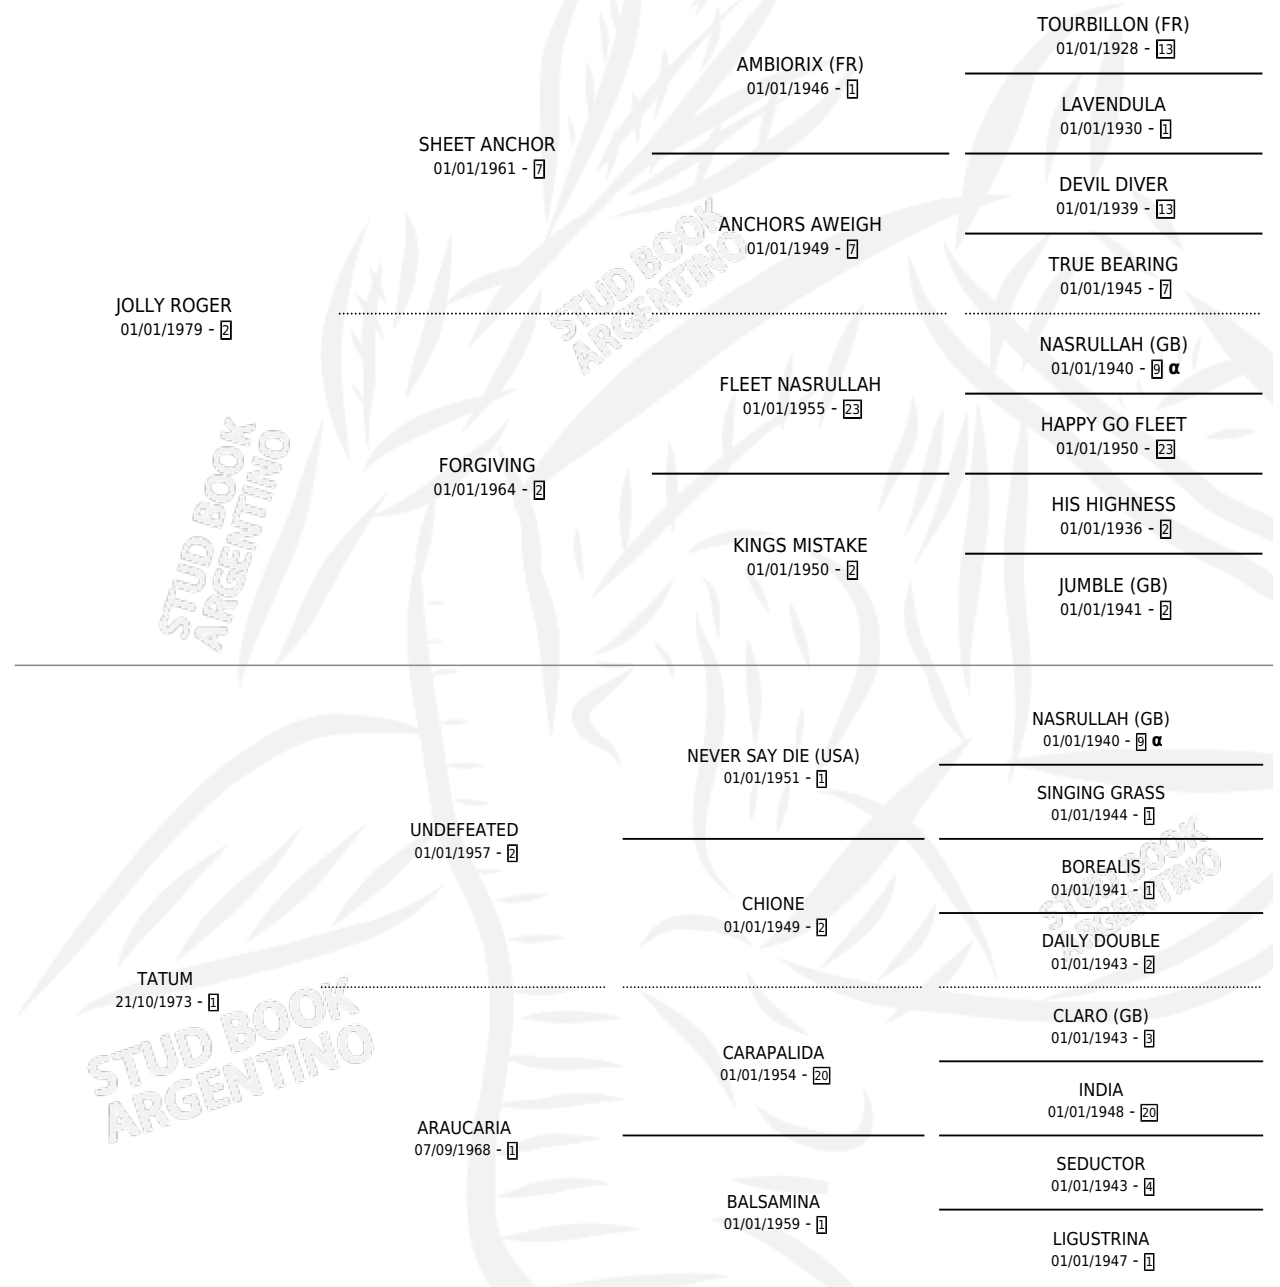 TOURBILLON (FR)
01/01/1928 - 13
AMBIORIX (FR)
01/01/1946 - 1
LAVENDULA
01/01/1930 - 1
SHEET ANCHOR
01/01/1961 - 7
DEVIL DIVER
01/01/1939 - 13
ANCHORS AWEIGH
01/01/1949 - 7
TRUE BEARING
01/01/1945 - 7
JOLLY ROGER
01/01/1979 - 2
NASRULLAH (GB)
01/01/1940 - 9 α
FLEET NASRULLAH
01/01/1955 - 23
HAPPY GO FLEET
01/01/1950 - 23
FORGIVING
01/01/1964 - 2
HIS HIGHNESS
01/01/1936 - 2
KINGS MISTAKE
01/01/1950 - 2
JUMBLE (GB)
01/01/1941 - 2
NASRULLAH (GB)
01/01/1940 - 9 α
NEVER SAY DIE (USA)
01/01/1951 - 1
SINGING GRASS
01/01/1944 - 1
UNDEFEATED
01/01/1957 - 2
BOREALIS
01/01/1941 - 1
CHIONE
01/01/1949 - 2
DAILY DOUBLE
01/01/1943 - 2
TATUM
21/10/1973 - 1
CLARO (GB)
01/01/1943 - 3
CARAPALIDA
01/01/1954 - 20
INDIA
01/01/1948 - 20
ARAUCARIA
07/09/1968 - 1
SEDUCTOR
01/01/1943 - 4
BALSAMINA
01/01/1959 - 1
LIGUSTRINA
01/01/1947 - 1
STUD BOOK
ARGENTINO
STUD BOOK
ARGENTINO
STUD BOOK
ARGENTINO
STUD BOOK
ARGENTINO